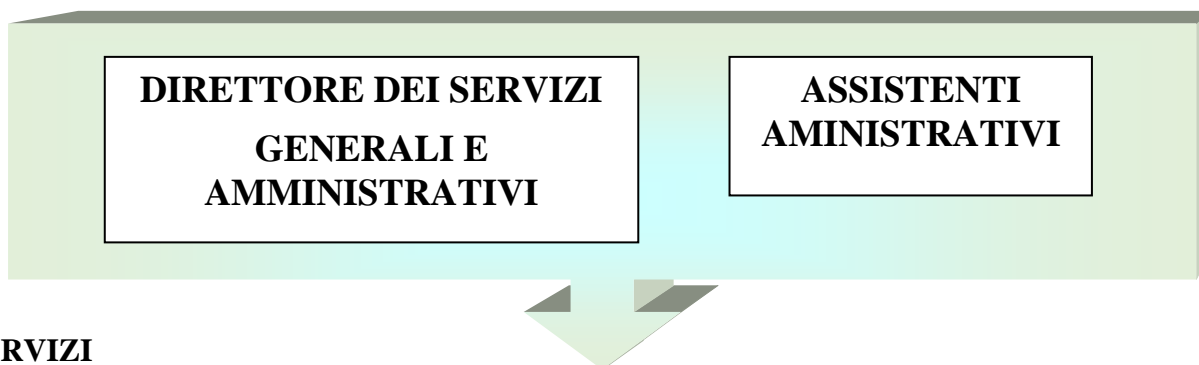 DIRETTORE DEI SERVIZI
GENERALI E
AMMINISTRATIVI
ASSISTENTI
AMINISTRATIVI
RVIZI